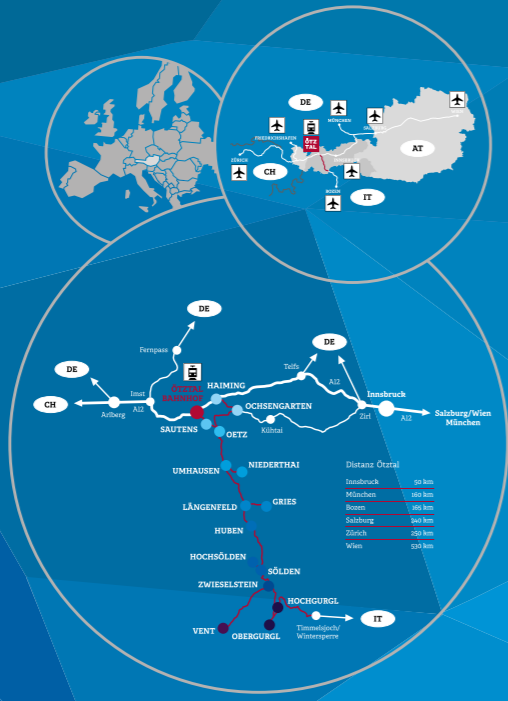 DE
MÜNCHEN
FRIEDRICHSHAFEN
ÖTZ
TAL
AT
ZÜRICH
CH
BOZEN
IT
DE
Fernpass
DE
DE
Telfs
ÖTZTAL
BAHNHOF
HAIMING
A12
Imst
A12
Innsbruck
CH
Arlberg
OCHSENGARTEN
Zirl
A12
Salzburg/Wien
München
SAUTENS
OETZ
Kühtai
UMHAUSEN
NIEDERTHAI
Distanz Ötztal
Innsbruck 50 km
München 160 km
Bozen 165 km
Salzburg 240 km
Zürich 250 km
Wien 530 km
LÄNGENFELD
GRIES
HUBEN
HOCHSÖLDEN
SÖLDEN
ZWIESELSTEIN
HOCHGURGL
IT
VENT
OBERGURGL
Timmelsjoch/
Wintersperre